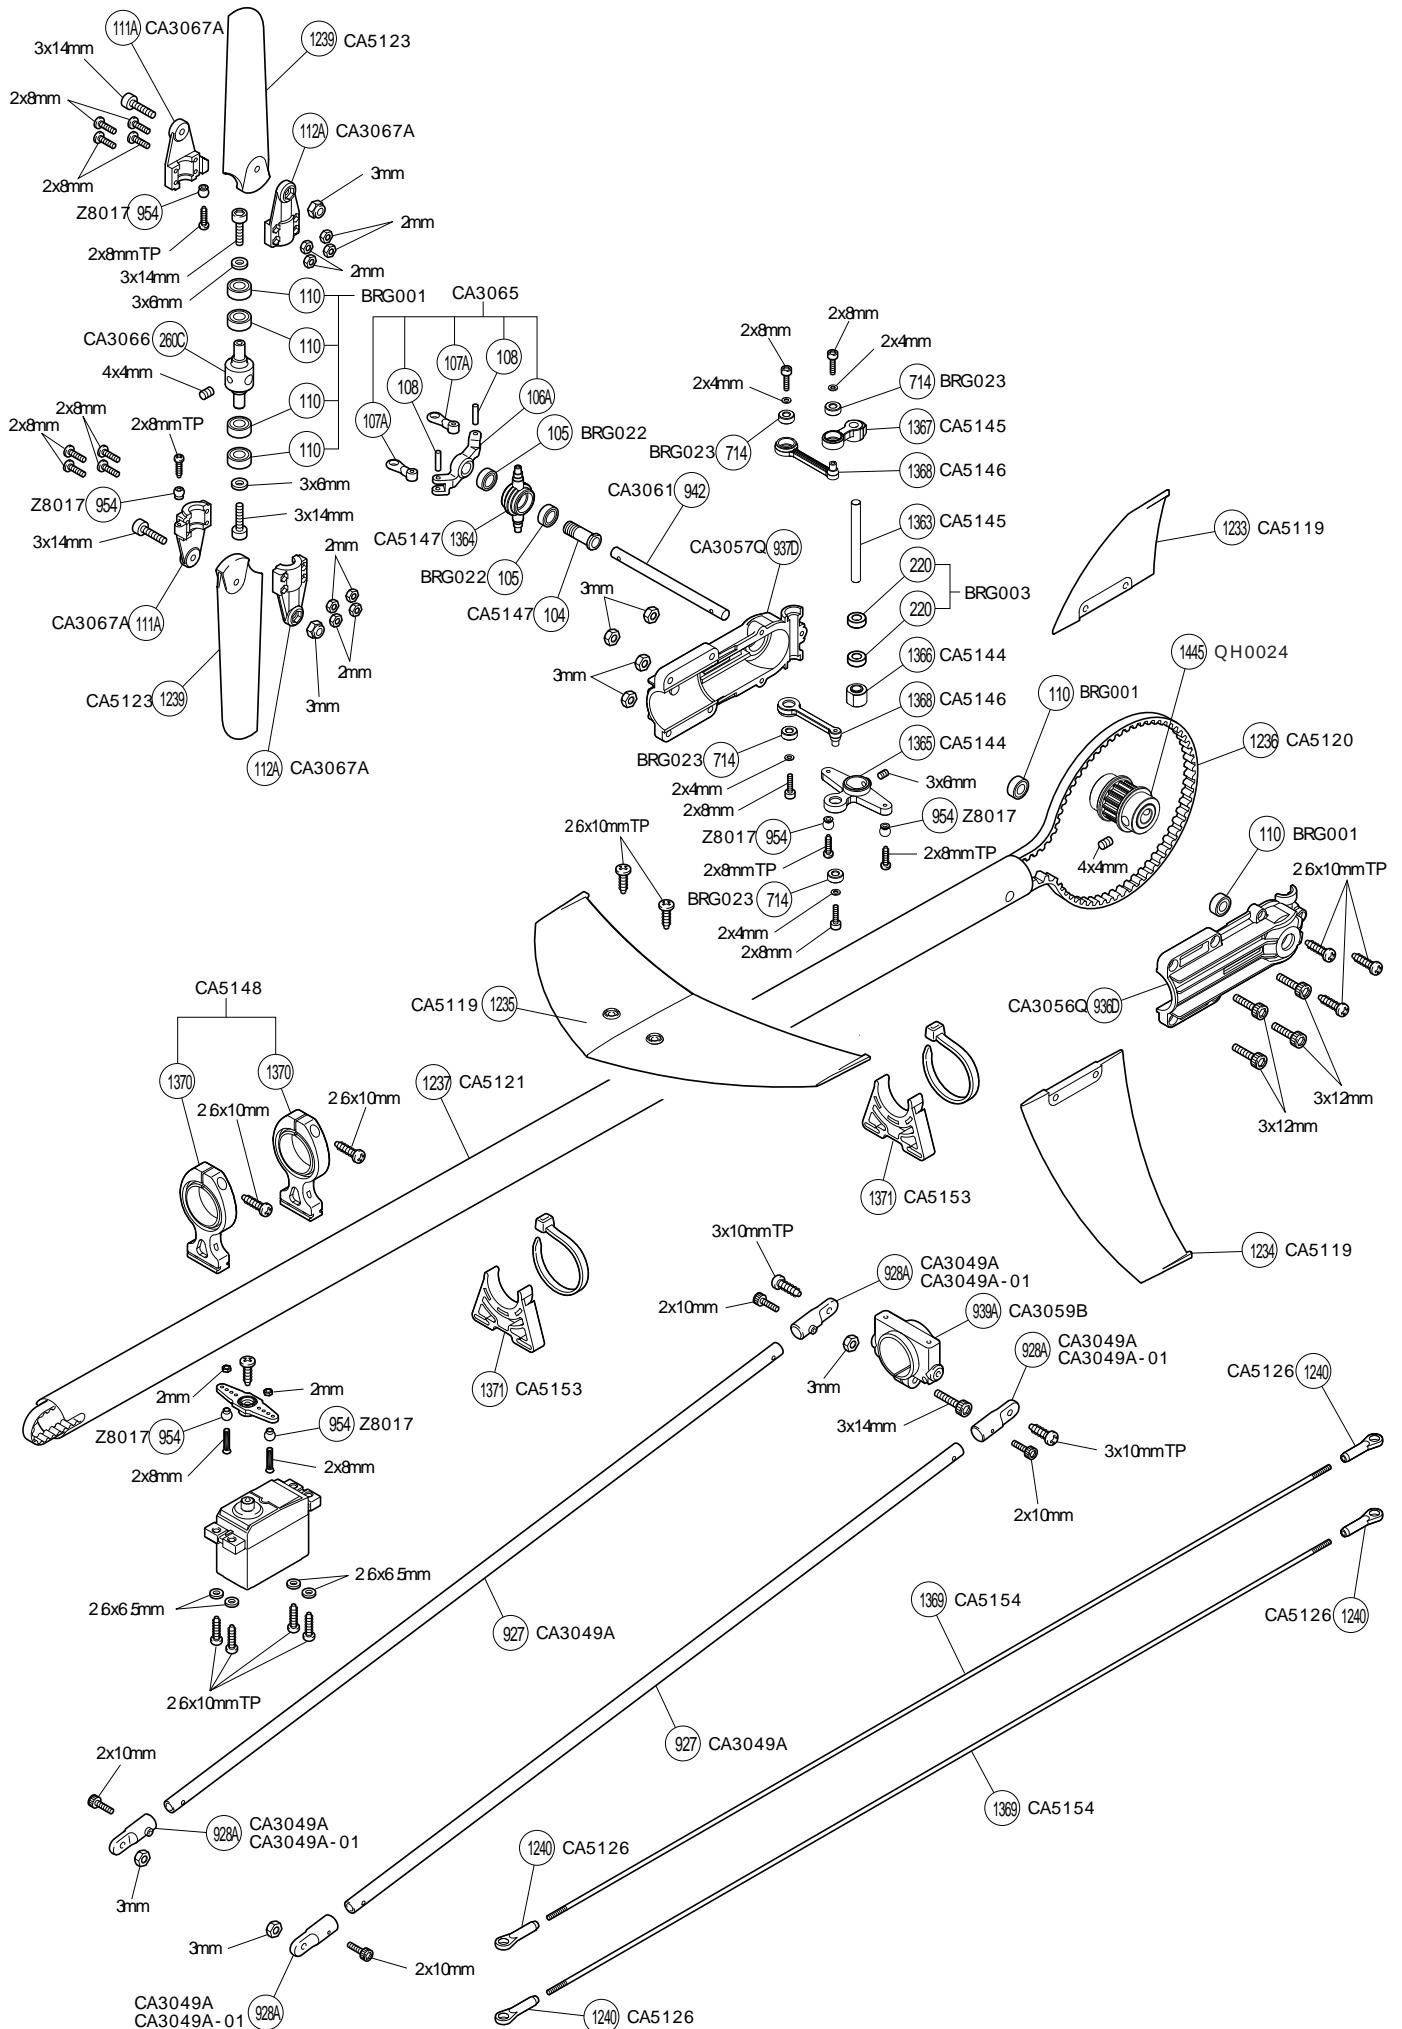 111A CA3067A
3x14mm
1239 CA5123
2x8mm
112A CA3067A
2x8mm
3mm
Z8017 954
2mm
2x8mmTP
3x14mm
2mm
3x6mm
110 BRG001
CA3065
110
CA3066 260C
4x4mm
108
107A
108
106A
107A
2x8mm
2x8mm
2x8mmTP
110
110
105 BRG022
3x6mm
Z8017 954
3x14mm
3x14mm
2mm
CA5147 1364
BRG022 105
CA5147 104
CA3061 942
CA3067A 111A
2mm
CA5123 1239
3mm
112A CA3067A
2x8mm
2x8mm
2x4mm
2x4mm
714 BRG023
1367 CA5145
BRG023 714
1368 CA5146
1363 CA5145
CA3057Q 937D
3mm
220
BRG003
220
3mm
1366 CA5144
1368 CA5146
1365 CA5144
BRG023 714
3x6mm
2x4mm
2x8mm
954 Z8017
Z8017 954
2x8mmTP
2x8mmTP
BRG023 714
2x4mm
2x8mm
1233 CA5119
1445 QH0024
110 BRG001
1236 CA5120
4x4mm
110 BRG001
2.6x10mmTP
2.6x10mmTP
CA3056Q 936D
3x12mm
3x12mm
CA5119 1235
CA5148
1370
1370
2.6x10mm
2.6x10mm
1237 CA5121
1371 CA5153
1234 CA5119
1371 CA5153
3x10mmTP
2x10mm
928A CA3049A
CA3049A-01
939A CA3059B
3mm
928A CA3049A
CA3049A-01
3x14mm
3x10mmTP
2x10mm
CA5126 1240
CA5126 1240
2mm
2mm
Z8017 954
954 Z8017
2x8mm
2x8mm
2.6x6.5mm
2.6x6.5mm
2.6x10mmTP
927 CA3049A
1369 CA5154
927 CA3049A
1369 CA5154
2x10mm
928A CA3049A
CA3049A-01
3mm
3mm
2x10mm
CA3049A
CA3049A-01 928A
1240 CA5126
1240 CA5126